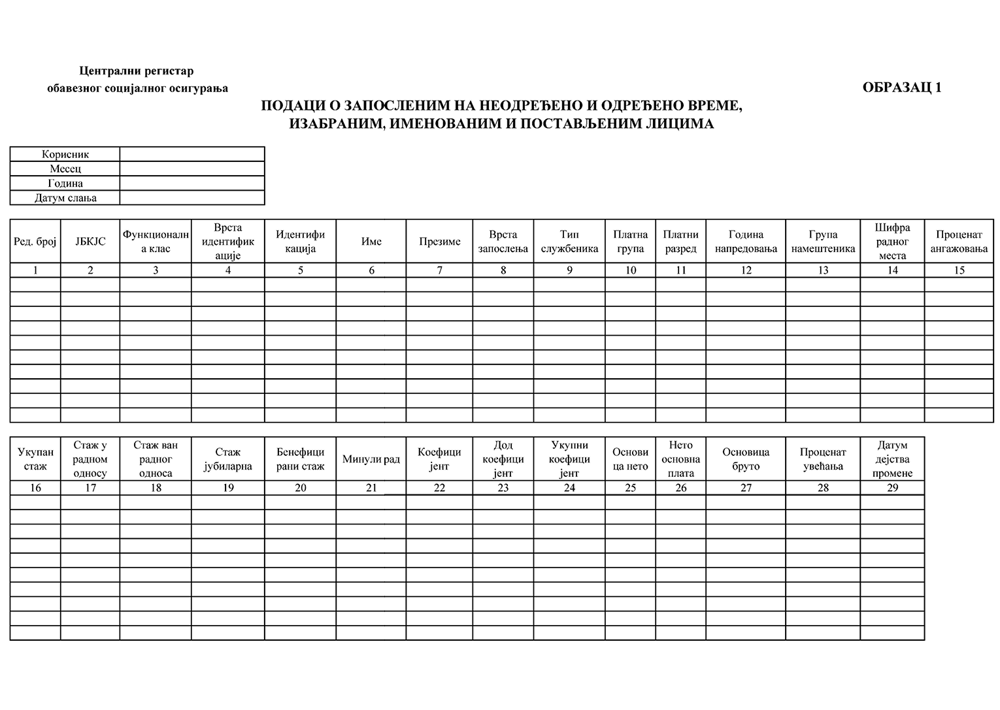 Централни регистар
обавезног социјалног осигурања
ОБРАЗАЦ 1
ПОДАЦИ О ЗАПОСЛЕНИМ НА НЕОДРЕЂЕНО И ОДРЕЂЕНО ВРЕМЕ,
ИЗАБРАНИМ, ИМЕНОВАНИМ И ПОСТАВЉЕНИМ ЛИЦИМА
Корисник
Месец
Година
Датум слања
Ред. број
ЈБКЈС
Функционалн
а клас
Врста
идентифик
ације
Идентифи
кација
Име
Презиме
Врста
запослења
Тип
службеника
Платна
група
Платни
разред
Година
напредовања
Група
намештеника
Шифра
радног
места
Проценат
ангажовања
1 2 3 4 5 6 7 8 9 10 11 12 13 14 15
Укупан
стаж
Стаж у
радном
односу
Стаж ван
радног
односа
Стаж
јубиларна
Бенефици
рани стаж
Минули рад
Коефици
јент
Дод
коефици
јент
Укупни
коефици
јент
Основи
ца нето
Нето
основна
плата
Основица
бруто
Проценат
увећања
Датум
дејства
промене
16 17 18 19 20 21 22 23 24 25 26 27 28 29